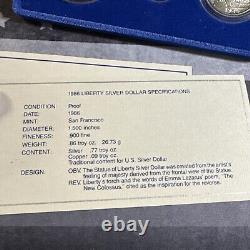 1986 LIBERTY SILVER DOLLAR SPECIFICATIONS
CONDITION: Proof
DATE: 1986
MINT: San Francisco
DIAMETER: 1.500 inches
FINENESS: .900 fine
WEIGHT: .86 troy oz. 26.73 g
CONTENT: Silver .77 troy oz.
Copper .09 troy oz.
Traditional content for U.S. Silver Dollar
DESIGN: OBV. The Statue of Liberty Silver Dollar was created from the artist's
feeling of majesty derived from the frontal view of the Statue.
REV. Liberty's torch and the words of Emma Lazarus' poem, "The
New Colossus," cited as the inspiration for the reverse.